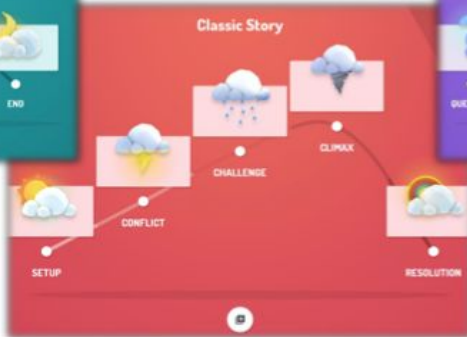 Classic Story
END
CLIMAX
CHALLENGE
CONFLICT
SETUP
RESOLUTION